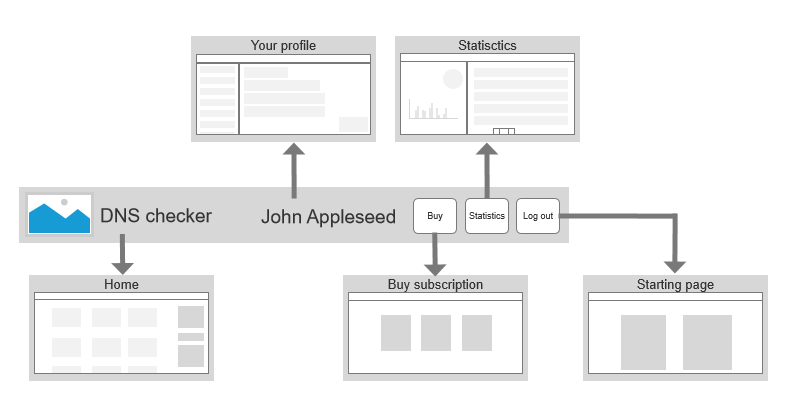 Your profile
Statisctics
DNS checker
John Appleseed
Buy
Statistics
Log out
Home
Buy subscription
Starting page